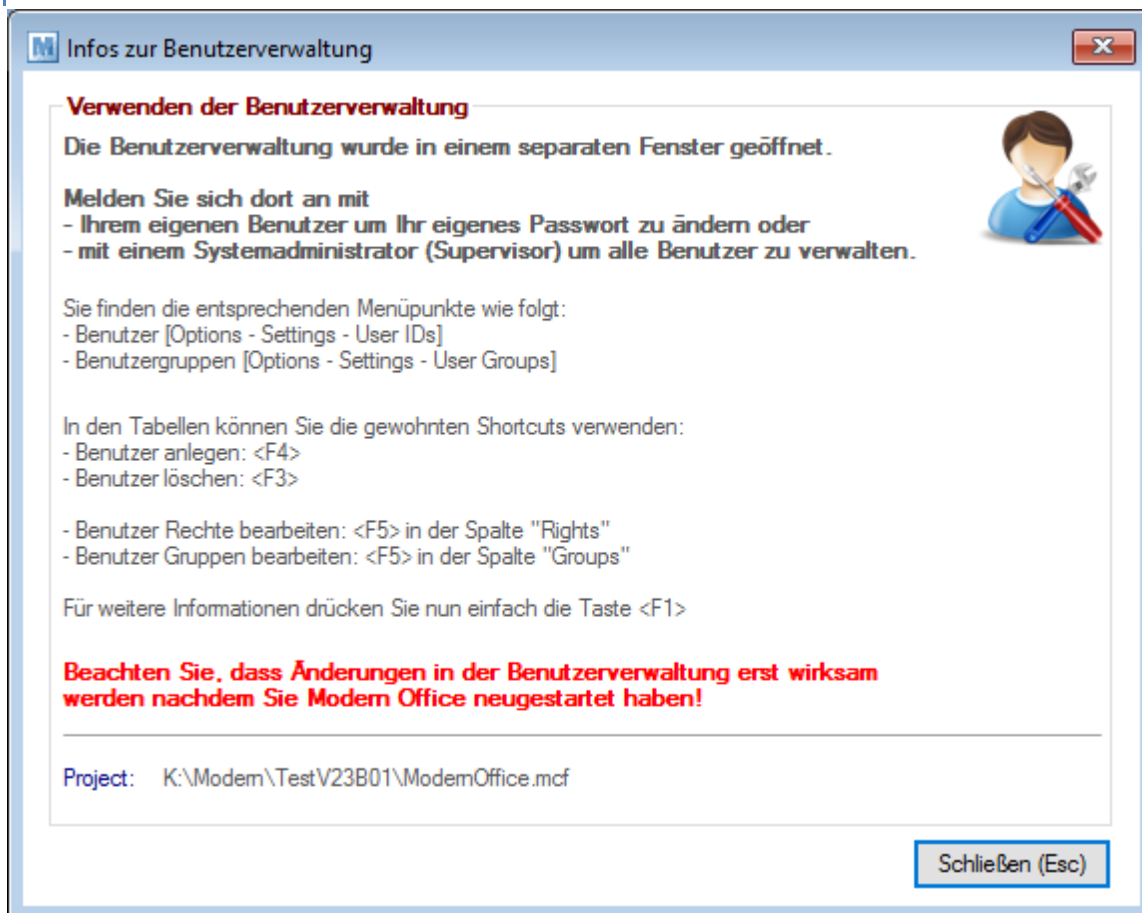 Infos zur Benutzerverwaltung
Verwenden der Benutzerverwaltung
Die Benutzerverwaltung wurde in einem separaten Fenster geöffnet.
Melden Sie sich dort an mit
- Ihrem eigenen Benutzer um Ihr eigenes Passwort zu ändern oder
- mit einem Systemadministrator (Supervisor) um alle Benutzer zu verwalten.
Sie finden die entsprechenden Menüpunkte wie folgt:
- Benutzer [Options - Settings - User IDs]
- Benutzergruppen [Options - Settings - User Groups]
In den Tabellen können Sie die gewohnten Shortcuts verwenden:
- Benutzer anlegen: <F4>
- Benutzer löschen: <F3>
- Benutzer Rechte bearbeiten: <F5> in der Spalte "Rights"
- Benutzer Gruppen bearbeiten: <F5> in der Spalte "Groups"
Für weitere Informationen drücken Sie nun einfach die Taste <F1>
Beachten Sie, dass Änderungen in der Benutzerverwaltung erst wirksam
werden nachdem Sie Modern Office neugestartet haben!
Project: K:\Modern\TestV23B01\ModernOffice.mcf
Schließen (Esc)